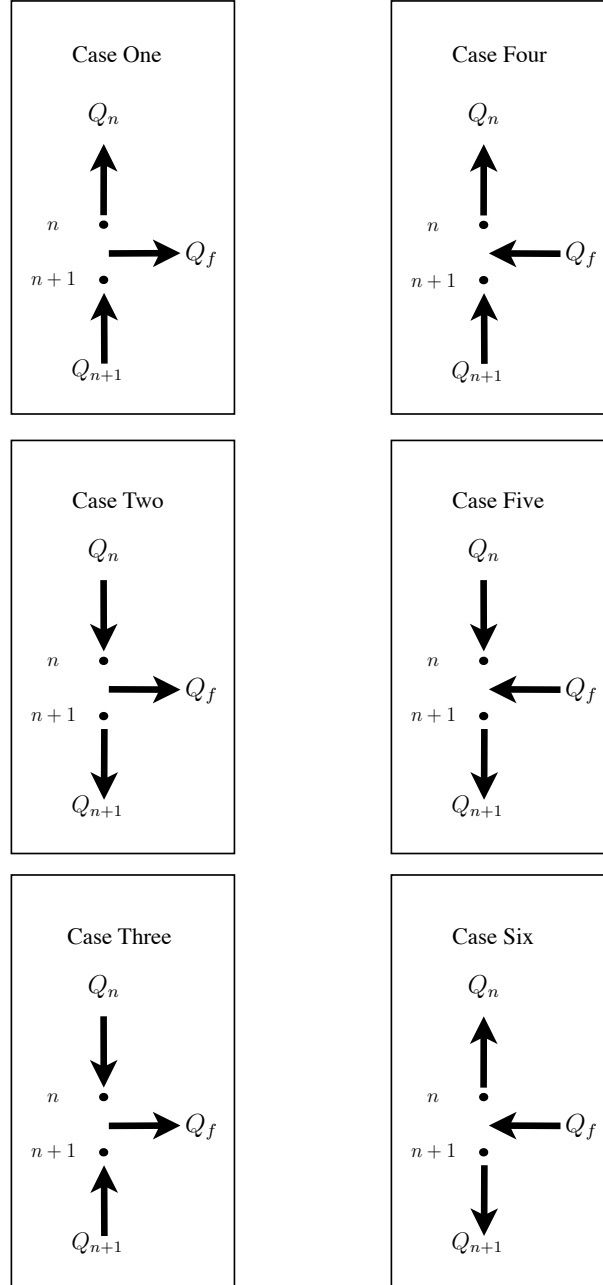 Case One
Q_n
n
Q_f
n + 1
Q_{n+1}
Case Four
Q_n
n
Q_f
n + 1
Q_{n+1}
Case Two
Q_n
n
Q_f
n + 1
Q_{n+1}
Case Five
Q_n
n
Q_f
n + 1
Q_{n+1}
Case Three
Q_n
n
Q_f
n + 1
Q_{n+1}
Case Six
Q_n
n
Q_f
n + 1
Q_{n+1}